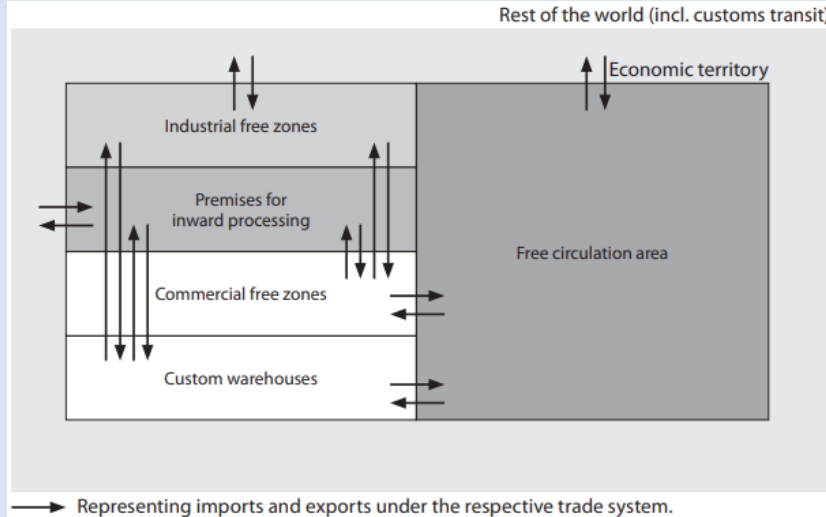 Rest of the world (incl. customs transit)
Economic territory
Industrial free zones
Premises for
inward processing
Free circulation area
Commercial free zones
Custom warehouses
Representing imports and exports under the respective trade system.